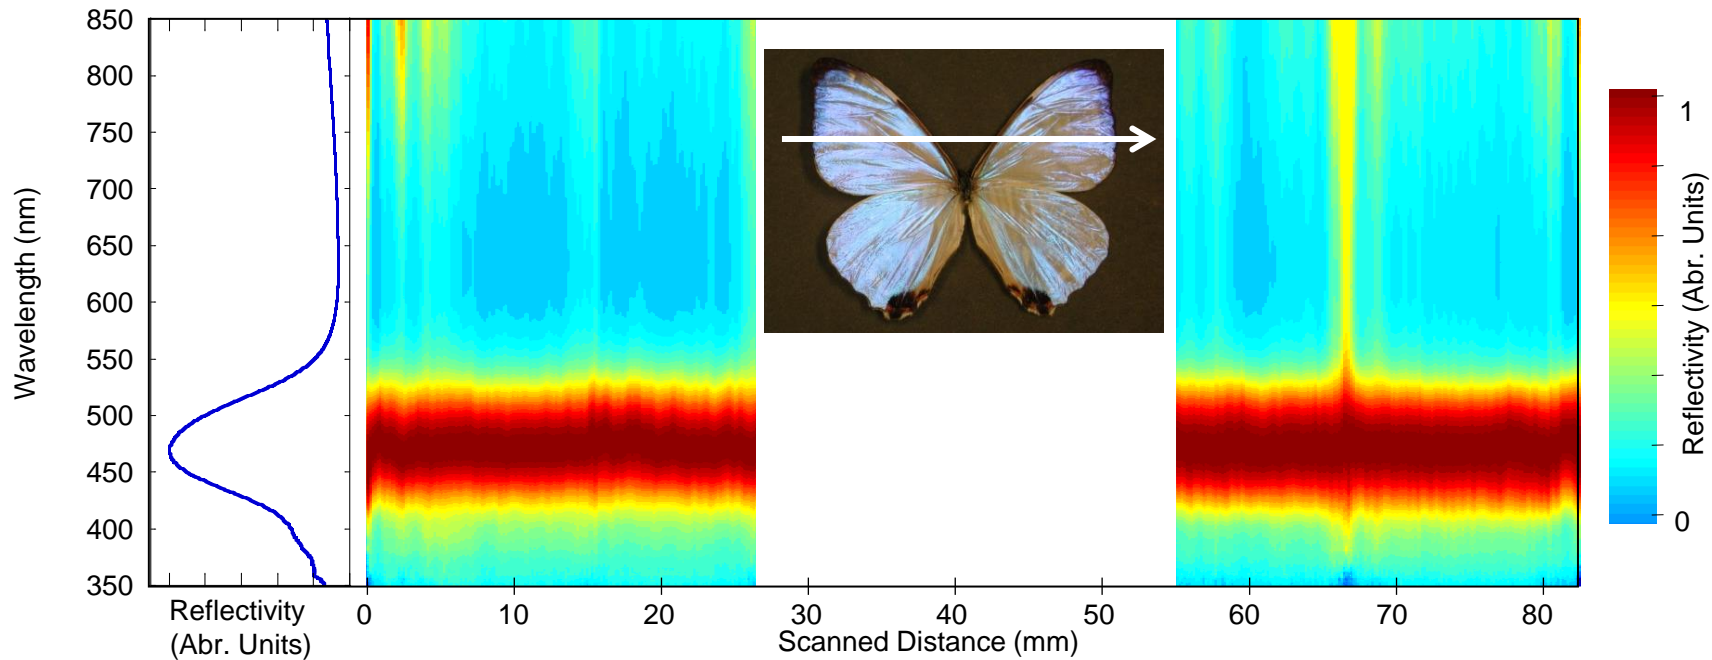 850
800
750
700
650
600
550
500
450
400
350
Wavelength (nm)
Reflectivity
(Abr. Units)
0 10 20 30 40 50 60 70 80
Scanned Distance (mm)
1
0
Reflectivity (Abr. Units)